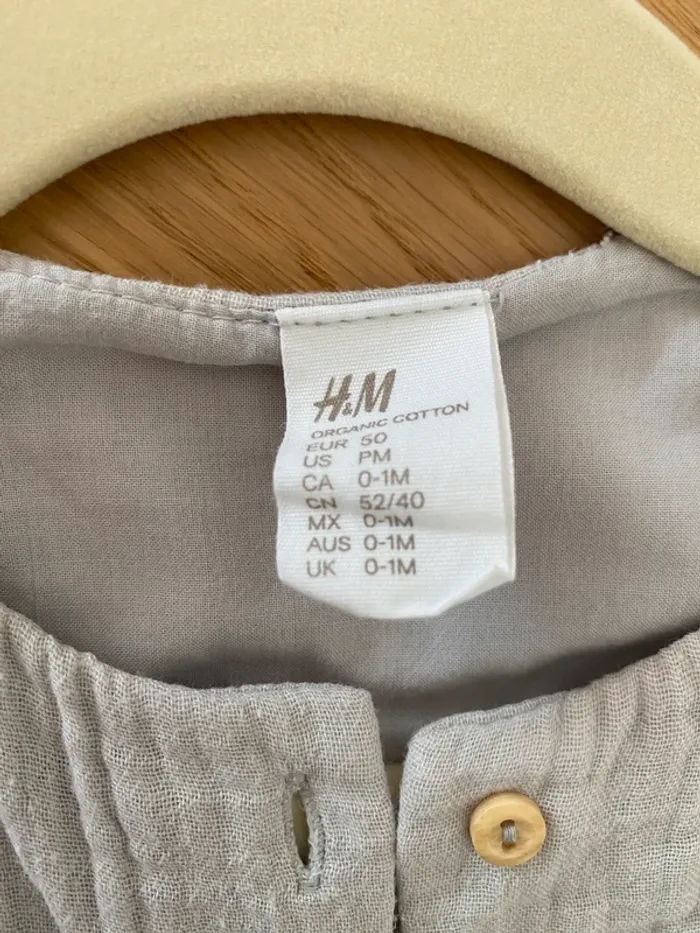 H&M
ORGANIC COTTON
EUR 50
US PM
CA 0-1M
CN 52/40
MX 0-1M
AUS 0-1M
UK 0-1M